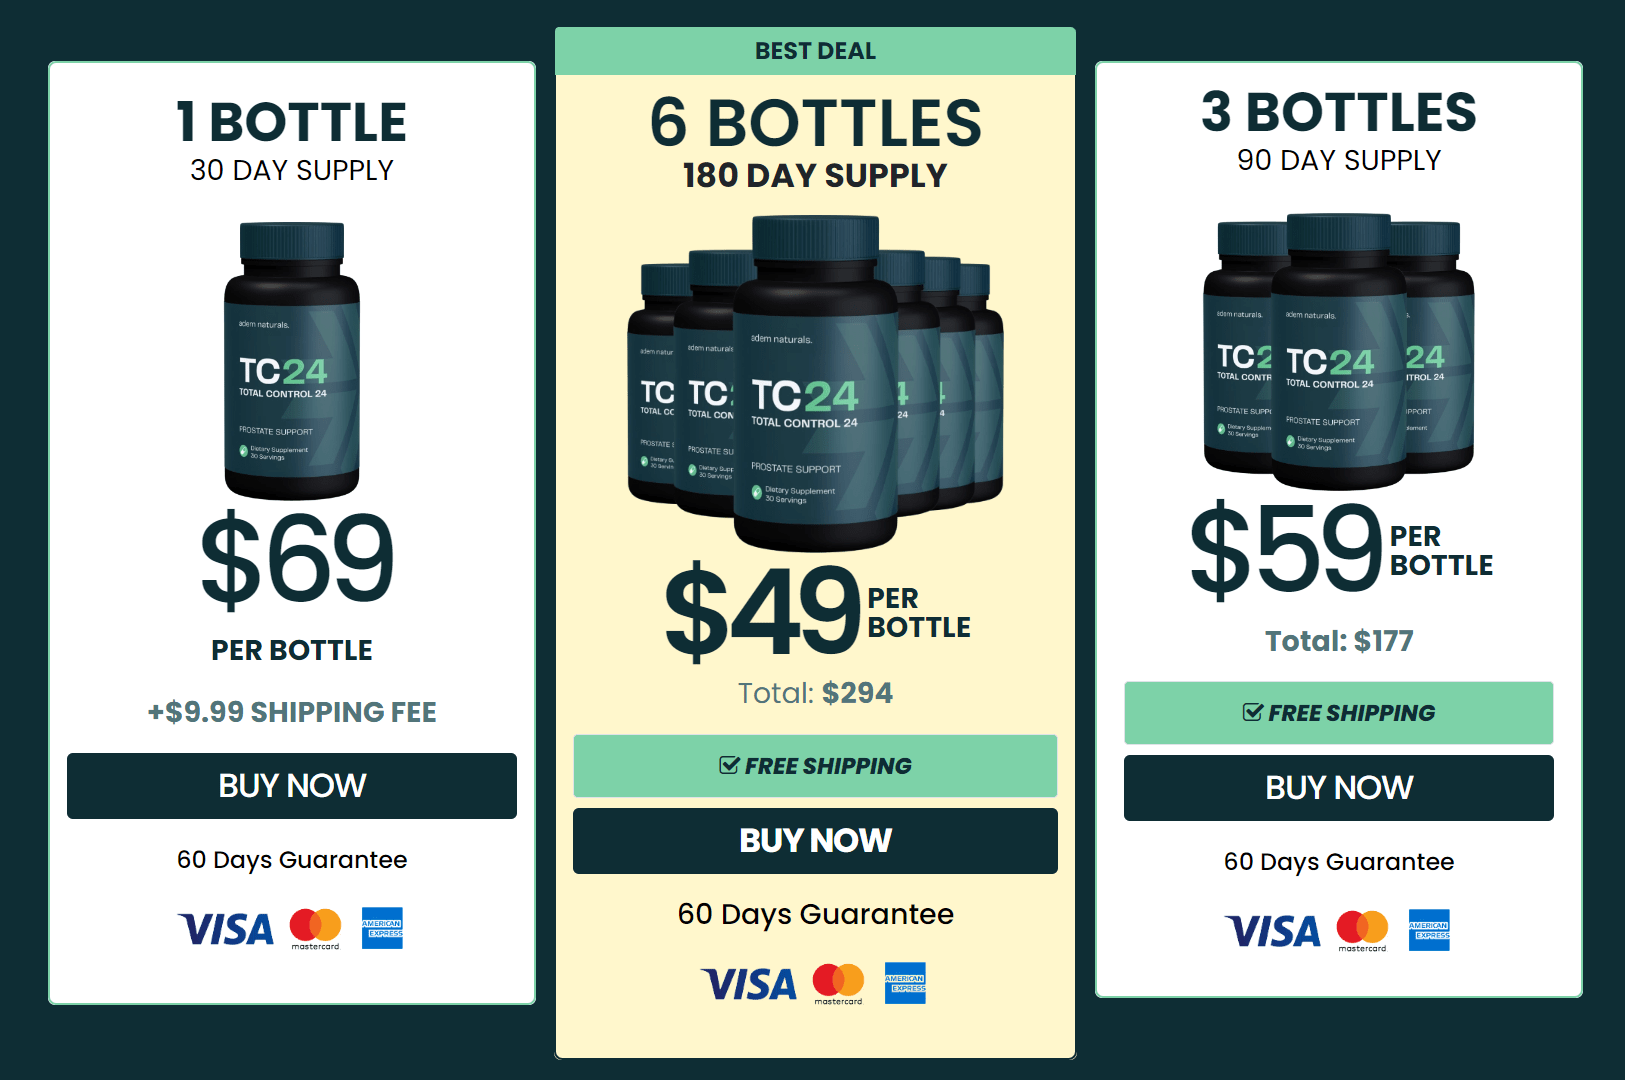 1 BOTTLE
30 DAY SUPPLY
adem naturals.
TC24
TOTAL CONTROL 24
PROSTATE SUPPORT
Dietary Supplement
30 Servings
$69
PER BOTTLE
+$9.99 SHIPPING FEE
BUY NOW
60 Days Guarantee
VISA
mastercard
AMERICAN
EXPRESS
BEST DEAL
6 BOTTLES
180 DAY SUPPLY
adem naturals.
TC24
TOTAL CONTROL 24
PROSTATE SUPPORT
Dietary Supplement
30 Servings
$49
PER
BOTTLE
Total: $294
FREE SHIPPING
BUY NOW
60 Days Guarantee
VISA
mastercard
AMERICAN
EXPRESS
3 BOTTLES
90 DAY SUPPLY
adem naturals.
TC24
TOTAL CONTROL 24
PROSTATE SUPPORT
Dietary Supplement
30 Servings
$59
PER
BOTTLE
Total: $177
FREE SHIPPING
BUY NOW
60 Days Guarantee
VISA
mastercard
AMERICAN
EXPRESS